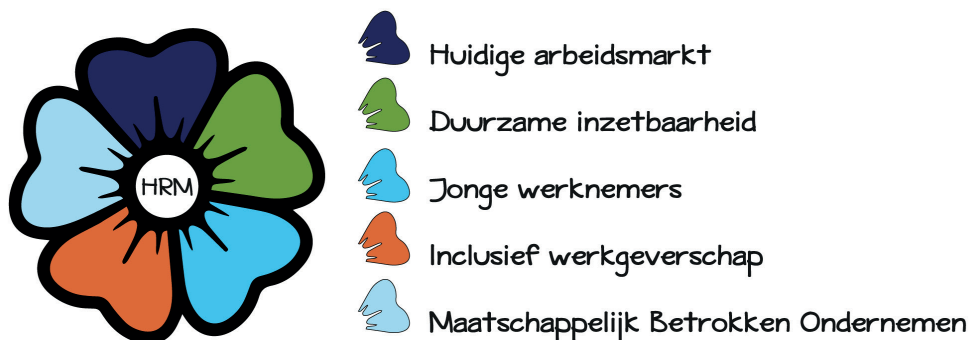 HRM
Huidige arbeidsmarkt
Duurzame inzetbaarheid
Jonge werknemers
Inclusief werkgeverschap
Maatschappelijk Betrokken Ondernemen